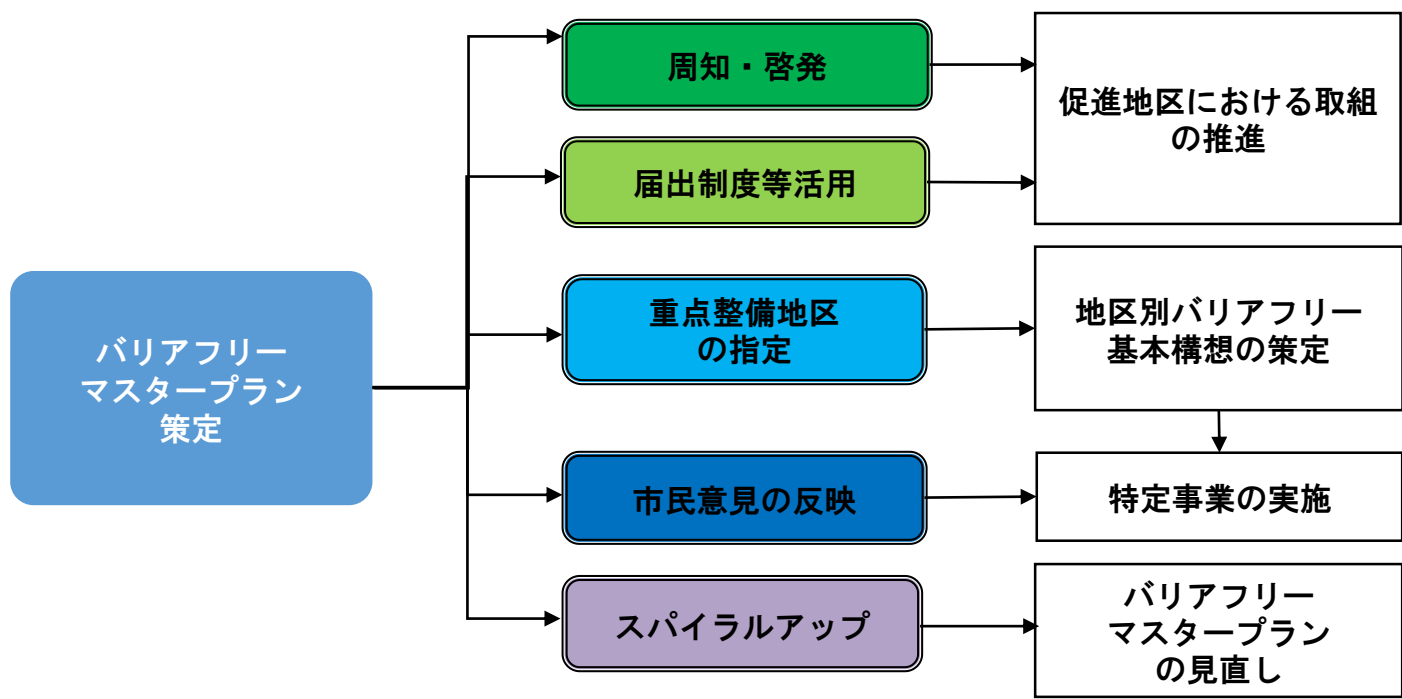 バリアフリー
マスタープラン
策定
周知・啓発
届出制度等活用
重点整備地区
の指定
市民意見の反映
スパイラルアップ
促進地区における取組
の推進
地区別バリアフリー
基本構想の策定
特定事業の実施
バリアフリー
マスタープラン
の見直し